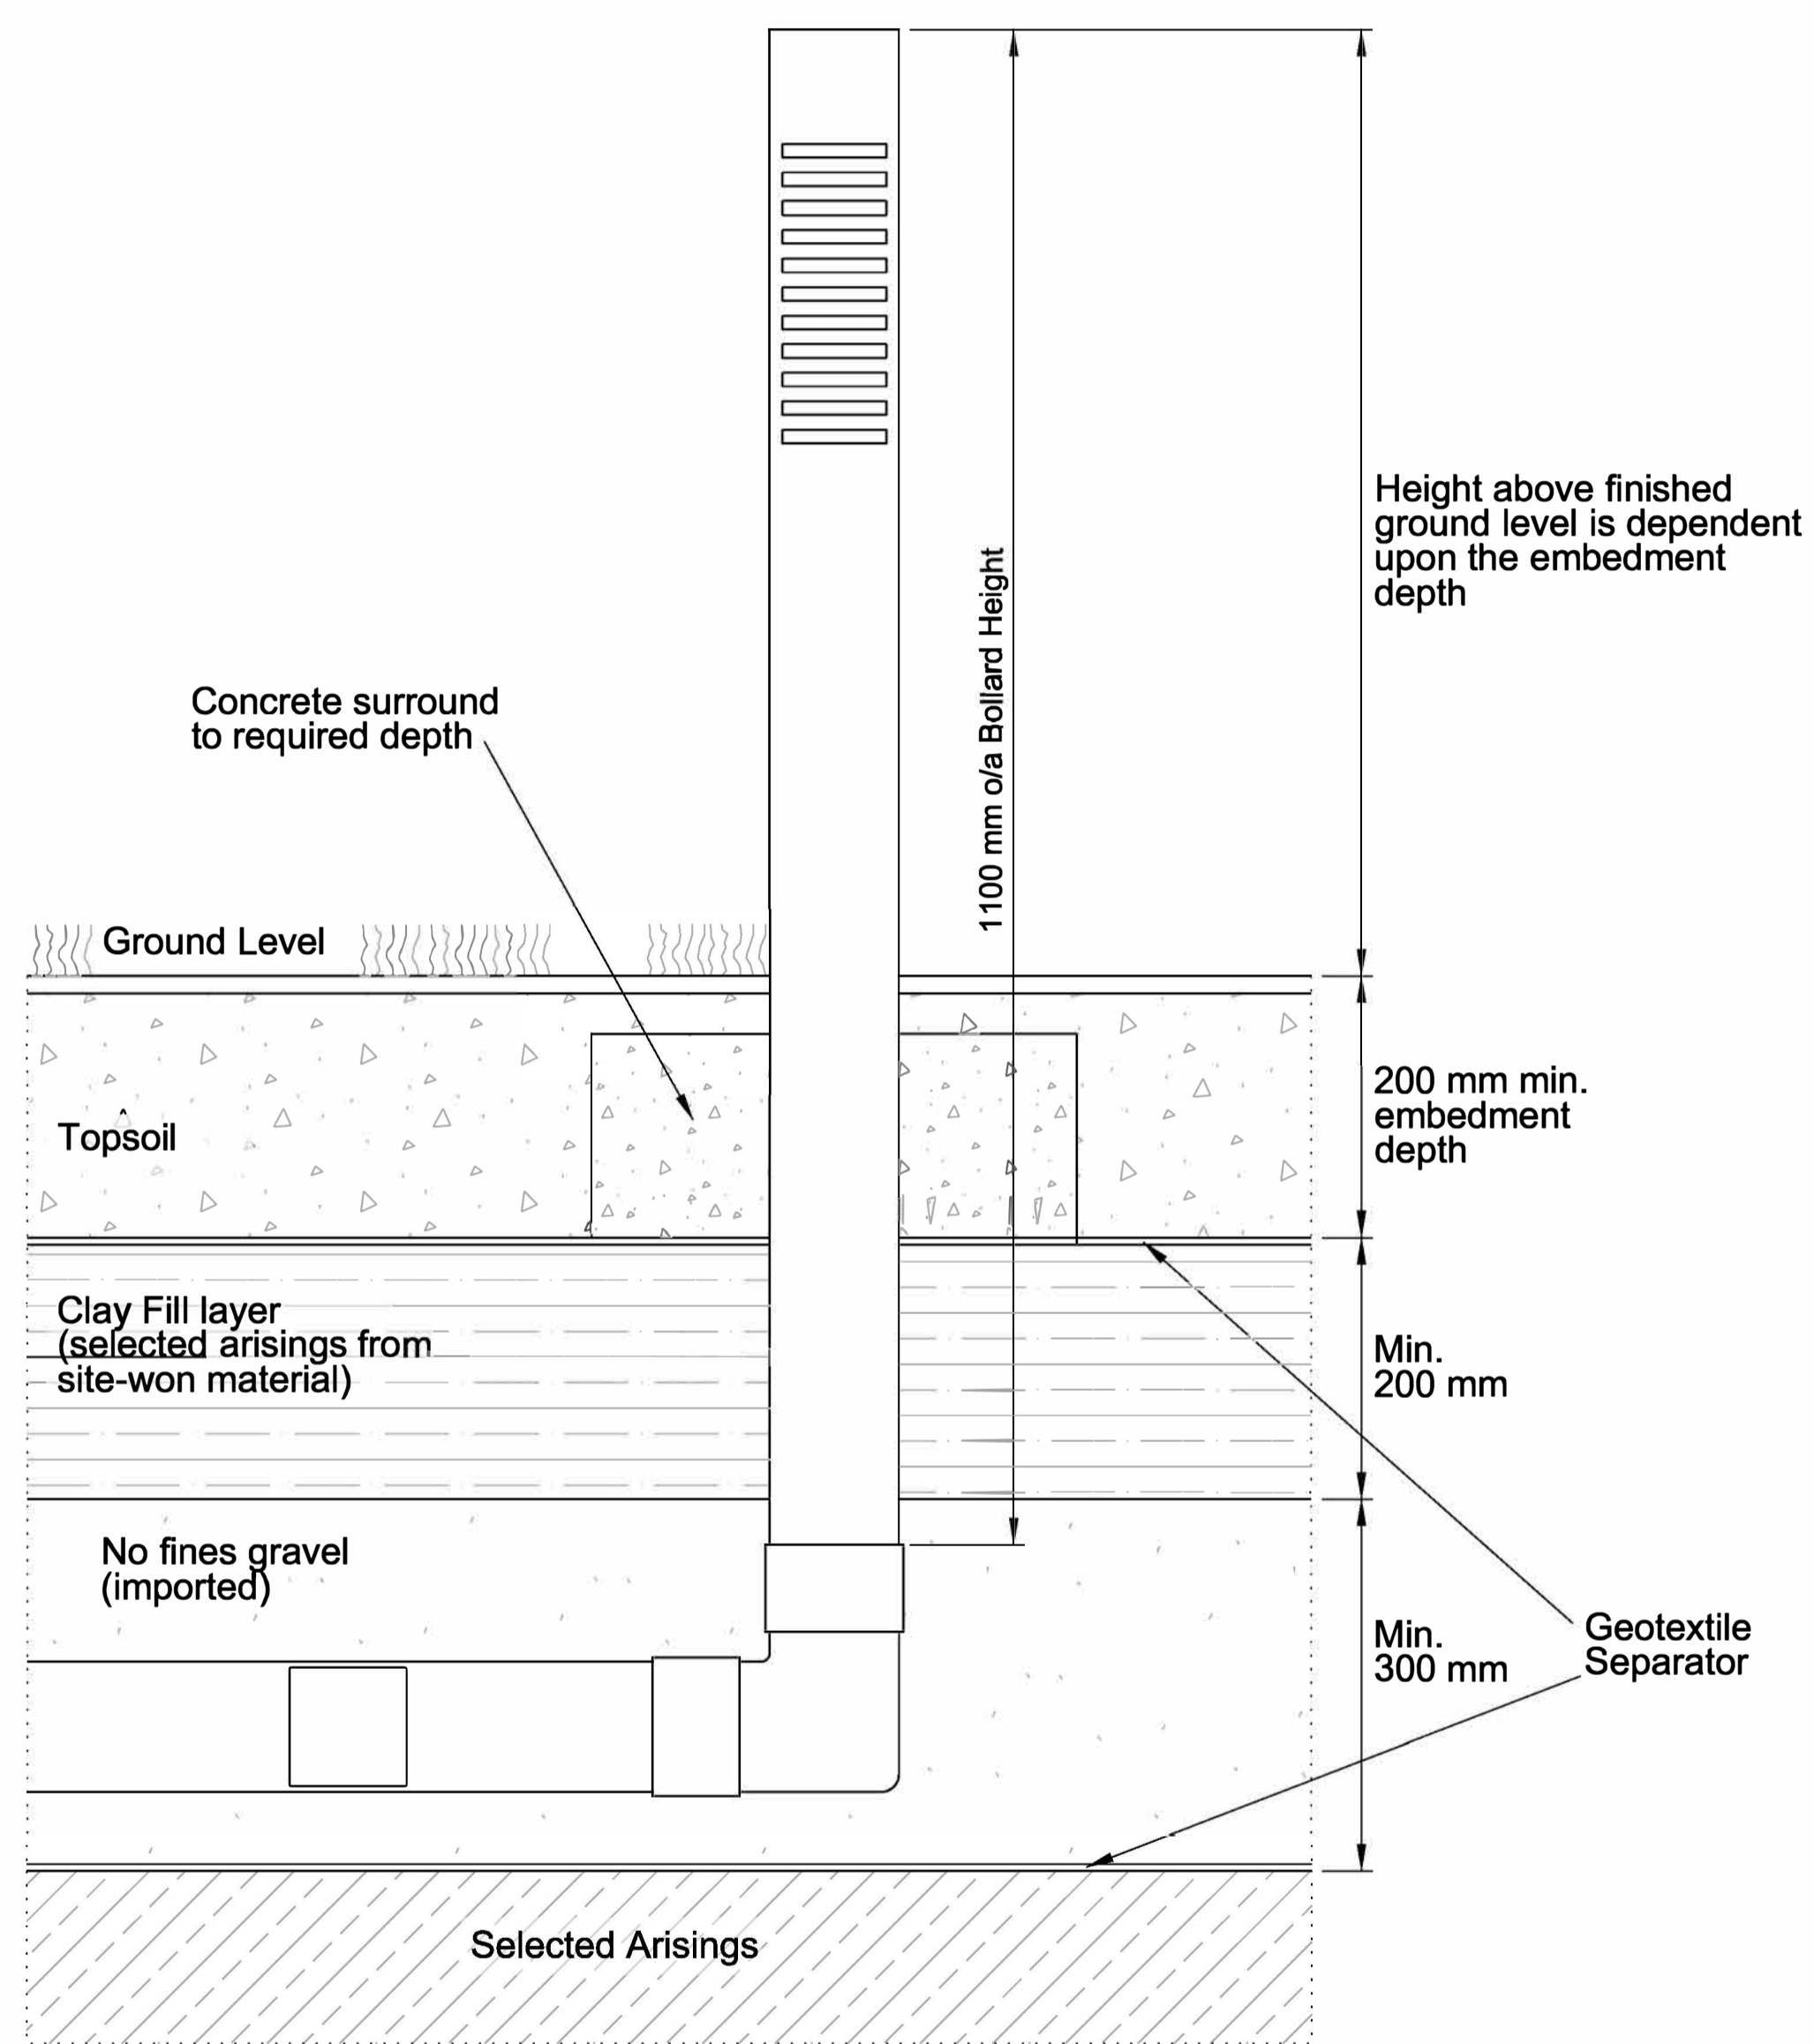 Height above finished
ground level is dependent
upon the embedment
depth
1100 mm o/a Bollard Height
Concrete surround
to required depth
Ground Level
200 mm min.
embedment
depth
Topsoil
Clay Fill layer
(selected arisings from
site-won material)
Min.
200 mm
No fines gravel
(imported)
Min.
300 mm
Geotextile
Separator
Selected Arisings